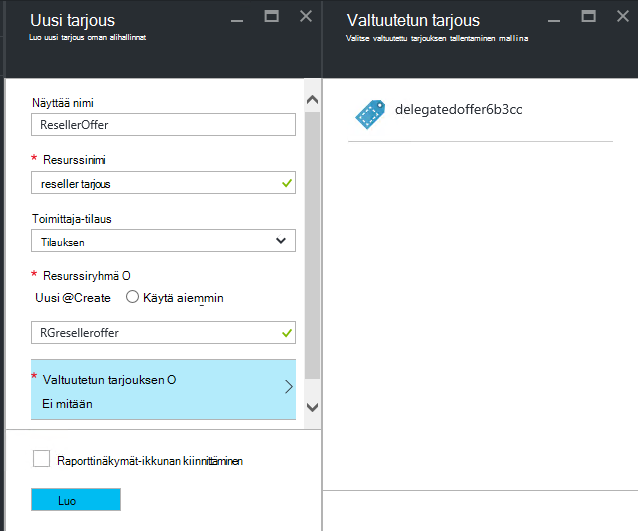 Uusi tarjous
Luo uusi tarjous oman alihallinnat
Näyttää nimi
ResellerOffer
* Resurssinimi
reseller tarjous
Toimittaja-tilaus
Tilauksen
* Resurssiryhmä O
Uusi @Create Käytä aiemmin
RGreselleroffer
* Valtuutetun tarjouksen O
Ei mitään
Raporttinäkymät-ikkunan kiinnittäminen
Luo
Valtuutetun tarjous
Valitse valtuutettu tarjouksen tallentaminen mallina
delegatedoffer6b3cc